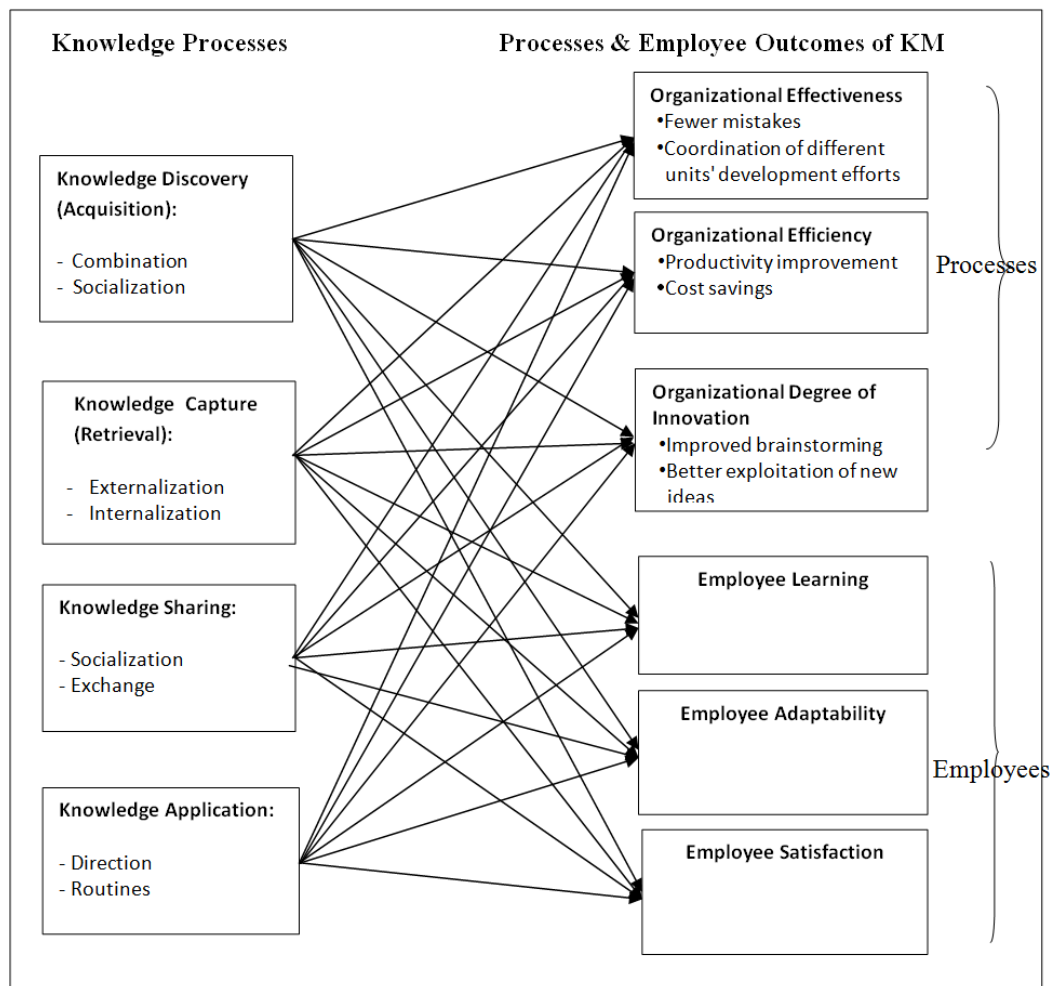 Knowledge Processes
Processes & Employee Outcomes of KM
Knowledge Discovery
(Acquisition):
- Combination
- Socialization
Knowledge Capture
(Retrieval):
- Externalization
- Internalization
Knowledge Sharing:
- Socialization
- Exchange
Knowledge Application:
- Direction
- Routines
Organizational Effectiveness
•Fewer mistakes
•Coordination of different
units' development efforts
Organizational Efficiency
•Productivity improvement
•Cost savings
Organizational Degree of
Innovation
•Improved brainstorming
•Better exploitation of new
ideas
Processes
Employee Learning
Employee Adaptability
Employee Satisfaction
Employees